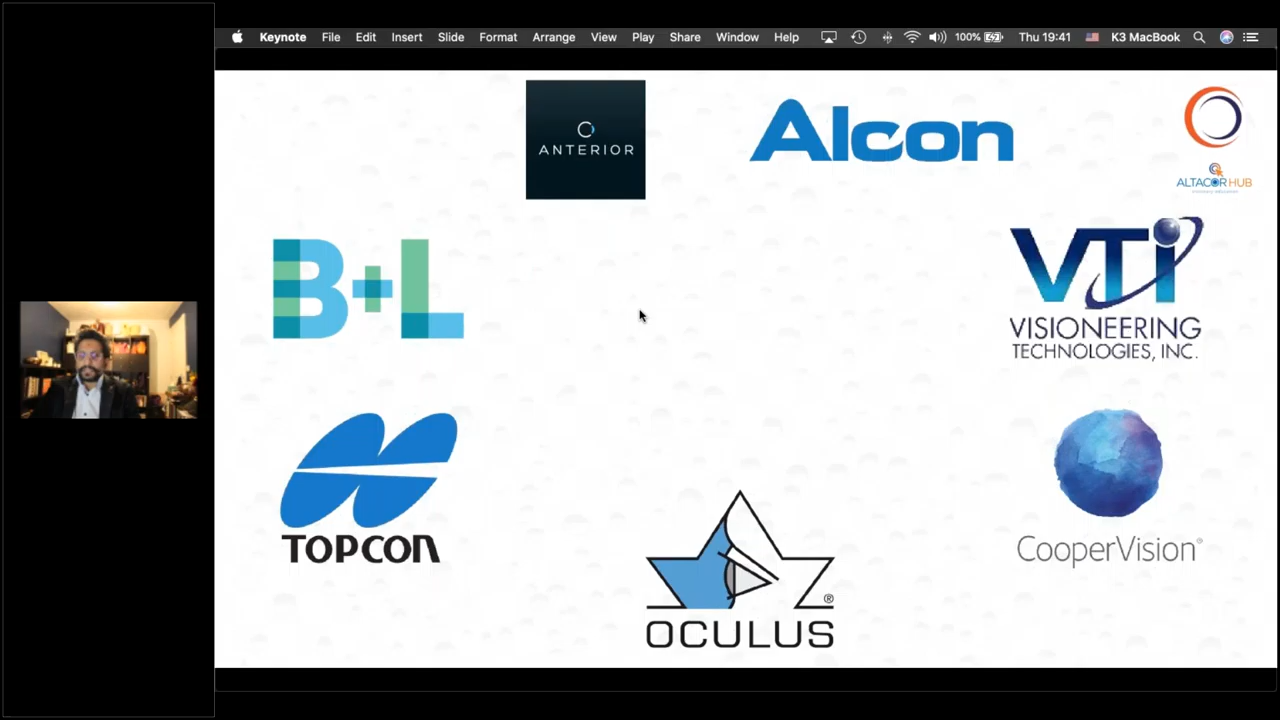 Keynote File Edit Insert Slide Format Arrange View Play Share Window Help 100% Thu 19:41 K3 MacBook
ANTERIOR
Alcon
ALTACOR HUB
B+L
VTi
VISIONEERING
TECHNOLOGIES, INC.
TOPCON
CooperVision®
®
OCULUS